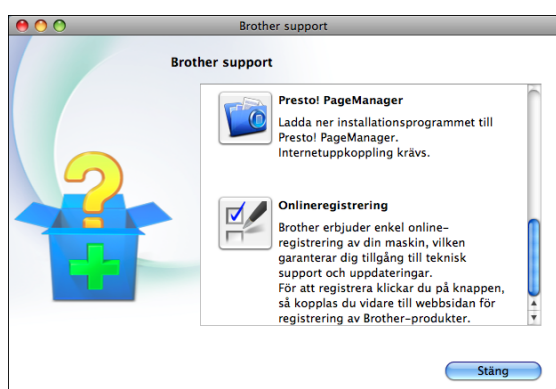 Brother support
Brother support
Presto! PageManager
Ladda ner installationsprogrammet till
Presto! PageManager.
Internetuppkoppling krävs.
Onlineregistrering
Brother erbjuder enkel online-
registrering av din maskin, vilken
garanterar dig tillgång till teknisk
support och uppdateringar.
För att registrera klickar du på knappen,
så kopplas du vidare till webbsidan för
registrering av Brother-produkter.
Stäng